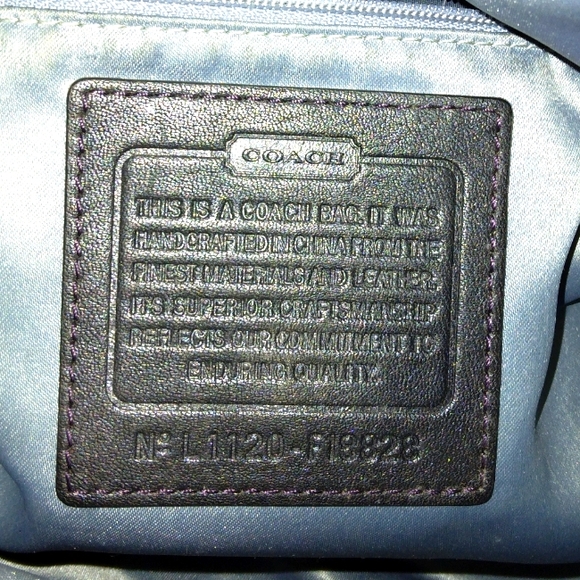 COACH
THIS IS A COACH BAG. IT WAS
HANDCRAFTED IN CHINA FROM THE
FINEST MATERIALS AND LEATHER.
IT'S SUPERIOR CRAFTSMANSHIP
REFLECTS OUR COMMITMENT TO
ENDURING QUALITY.
Nº L1120-F19828